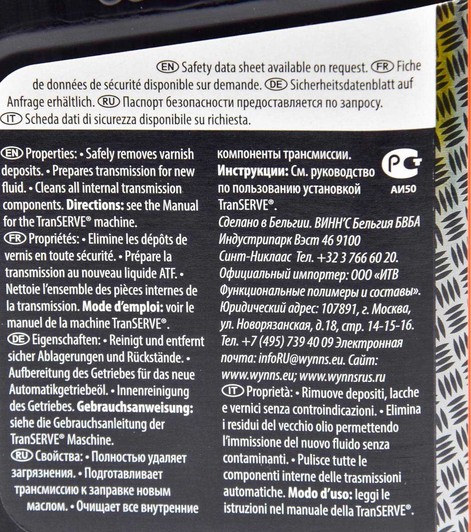 EN Safety data sheet available on request. FR Fiche
de données de sécurité disponible sur demande. DE Sicherheitsdatenblatt auf
Anfrage erhältlich. RU Паспорт безопасности предоставляется по запросу.
IT Scheda dati di sicurezza disponibile su richiesta.
EN Properties: • Safely removes varnish
deposits. • Prepares transmission for new
fluid. • Cleans all internal transmission
components. Directions: see the Manual
for the TranSERVE® machine.
FR Propriétés: • Elimine les dépôts de
vernis en toute sécurité. • Prépare la
transmission au nouveau liquide ATF. •
Nettoie l'ensemble des pièces internes de
la transmission. Mode d'emploi: voir le
manuel de la machine TranSERVE®.
DE Eigenschaften: • Reinigt und entfernt
sicher Ablagerungen und Rückstände. •
Aufbereitung des Getriebes für das neue
Automatikgetriebeöl. • Innenreinigung
des Getriebes. Gebrauchsanweisung:
siehe die Gebrauchsanleitung der
TranSERVE® Maschine.
RU Свойства: • Полностью удаляет
загрязнения. • Подготавливает
трансмиссию к заправке новым
маслом. • Очищает все внутренние
компоненты трансмиссии.
Инструкции: См. руководство
по пользованию установкой
TranSERVE®.
РСТ
АИ50
Сделано в Бельгии. ВИНН'С Бельгия БВБА
Индустрипарк Вэст 46 9100
Синт-Никлаас Тел. +32 3 766 60 20.
Официальный импортер: ООО «ИТВ
Функциональные полимеры и составы».
Юридический адрес: 107891, г. Москва,
ул. Новорязанская, д.18, стр. 14-15-16.
Тел. +7 (495) 739 40 09 Электронная
почта: infoRU@wynns.eu. Сайт:
www.wynns.eu; www.wynnsrus.ru
IT Proprietà: • Rimuove depositi, lacche
e vernici senza controindicazioni. • Elimina
i residui del vecchio olio permettendo
l'immissione del nuovo fluido senza
contaminanti. • Pulisce tutte le
componenti interne delle trasmissioni
automatiche. Modo d'uso: leggi le
istruzioni nel manuale della TranSERVE®.